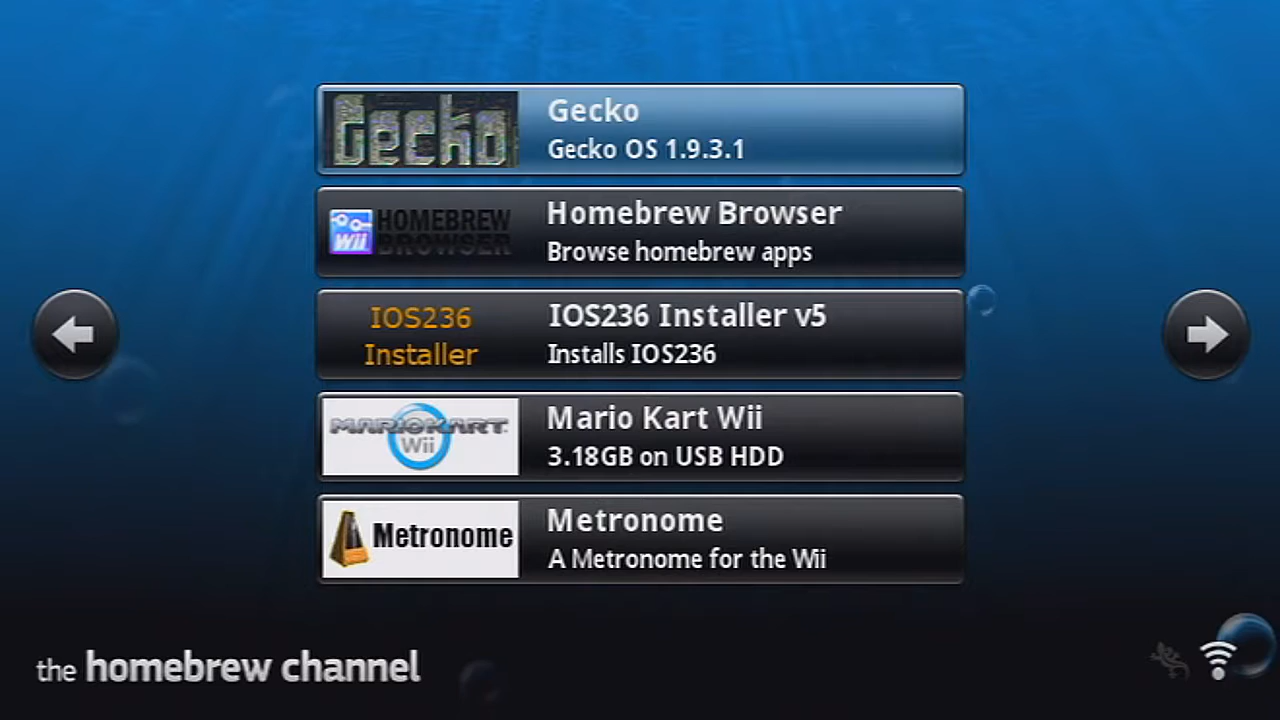 Gecko
Gecko
Gecko OS 1.9.3.1
Wii
HOMEBREW
BROWSER
Homebrew Browser
Browse homebrew apps
IOS236
Installer
IOS236 Installer v5
Installs IOS236
MARIOKART
Wii
Mario Kart Wii
3.18GB on USB HDD
Metronome
Metronome
A Metronome for the Wii
the homebrew channel